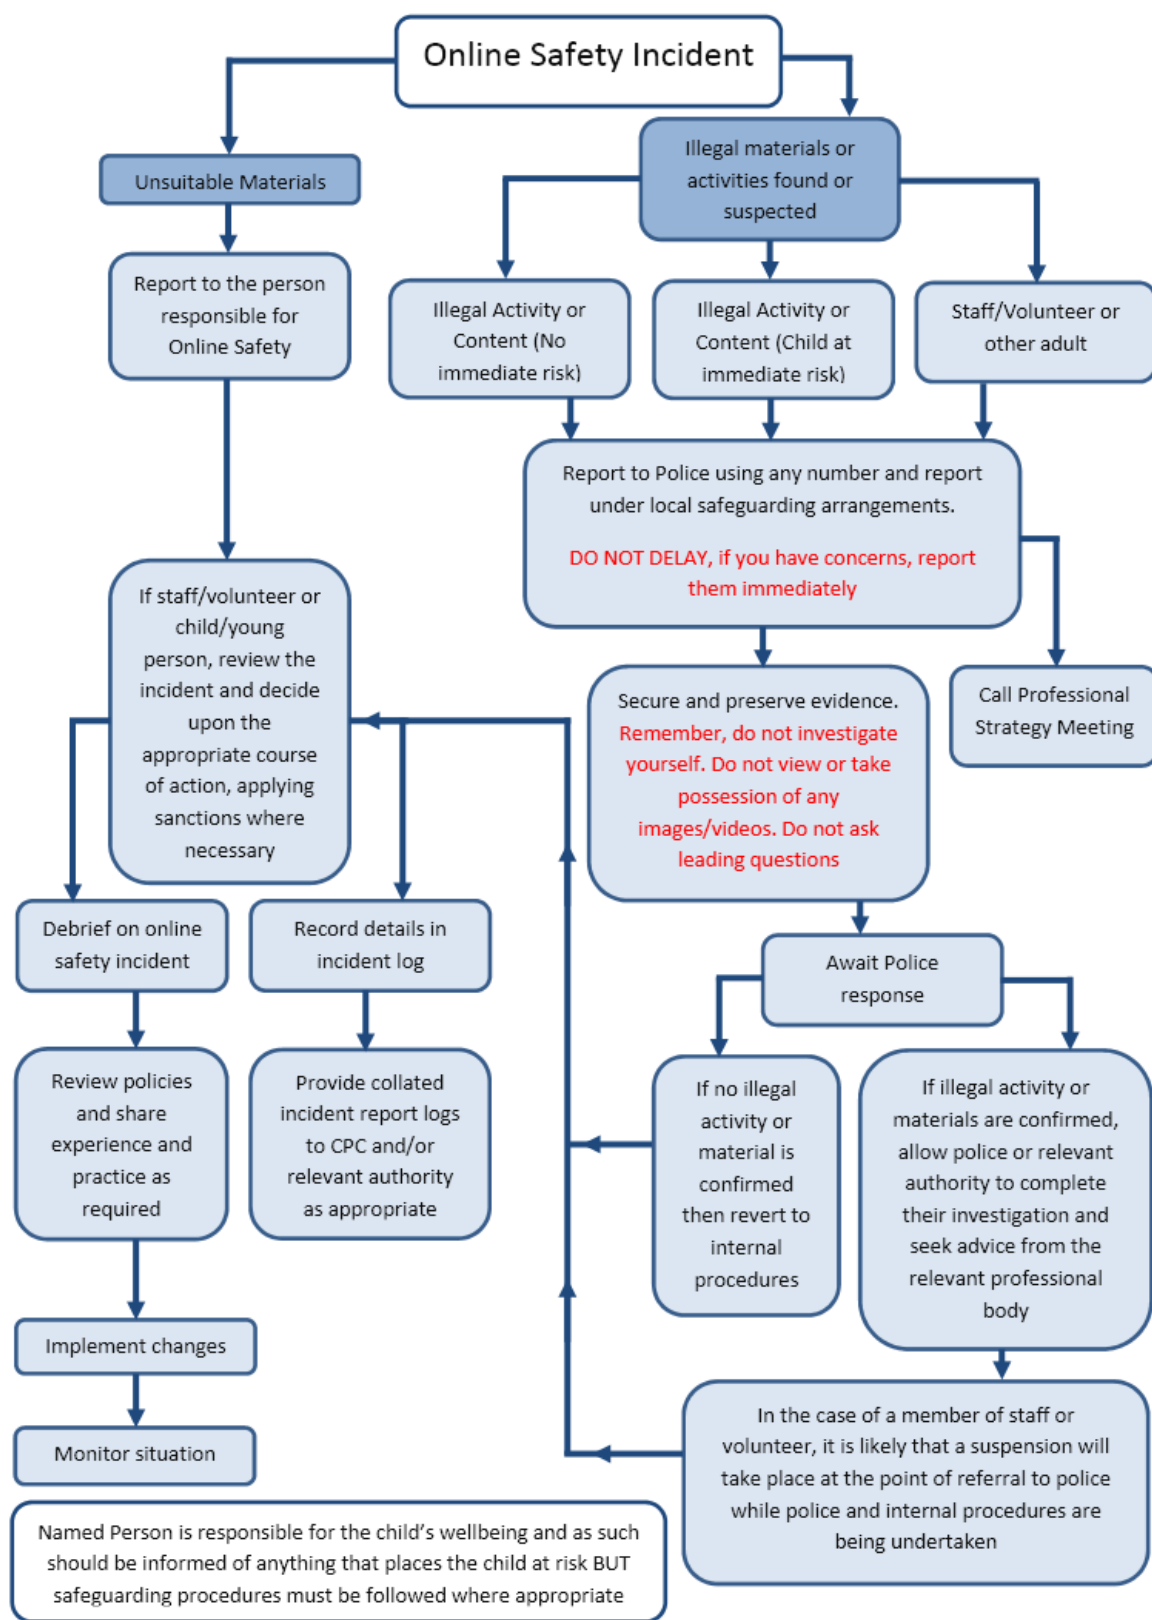 Online Safety Incident
Unsuitable Materials
Illegal materials or
activities found or
suspected
Report to the person
responsible for
Online Safety
Illegal Activity or
Content (No
immediate risk)
Illegal Activity or
Content (Child at
immediate risk)
Staff/Volunteer or
other adult
Report to Police using any number and report
under local safeguarding arrangements.
DO NOT DELAY, if you have concerns, report
them immediately
If staff/volunteer or
child/young
person, review the
incident and decide
upon the
appropriate course
of action, applying
sanctions where
necessary
Secure and preserve evidence.
Remember, do not investigate
yourself. Do not view or take
possession of any
images/videos. Do not ask
leading questions
Call Professional
Strategy Meeting
Debrief on online
safety incident
Record details in
incident log
Await Police
response
Review policies
and share
experience and
practice as
required
Provide collated
incident report logs
to CPC and/or
relevant authority
as appropriate
If no illegal
activity or
material is
confirmed
then revert to
internal
procedures
If illegal activity or
materials are confirmed,
allow police or relevant
authority to complete
their investigation and
seek advice from the
relevant professional
body
Implement changes
Monitor situation
In the case of a member of staff or
volunteer, it is likely that a suspension will
take place at the point of referral to police
while police and internal procedures are
being undertaken
Named Person is responsible for the child's wellbeing and as such
should be informed of anything that places the child at risk BUT
safeguarding procedures must be followed where appropriate